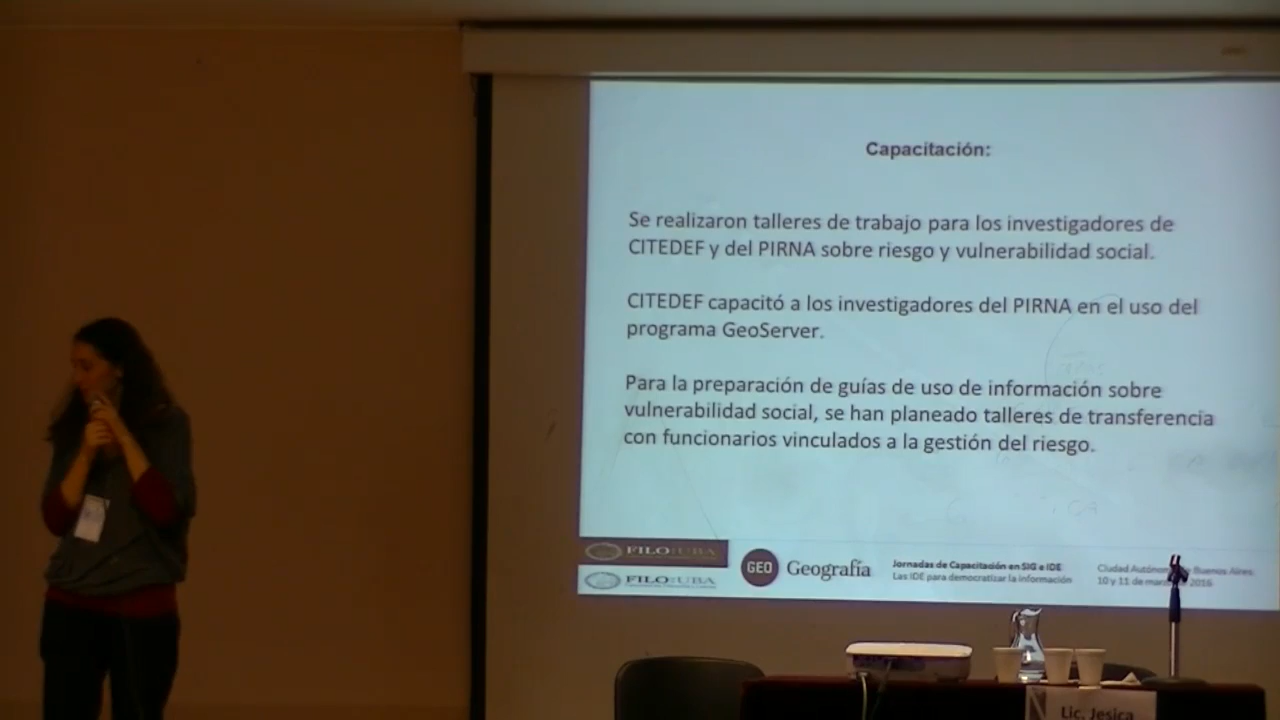 Capacitación:
Se realizaron talleres de trabajo para los investigadores de
CITEDEF y del PIRNA sobre riesgo y vulnerabilidad social.
CITEDEF capacitó a los investigadores del PIRNA en el uso del
programa GeoServer.
Para la preparación de guías de uso de información sobre
vulnerabilidad social, se han planeado talleres de transferencia
con funcionarios vinculados a la gestión del riesgo.
FILO:UBA
FILO:UBA
GEO Geografía
Jornadas de Capacitación en SIG e IDE
Las IDE para democratizar la información
Ciudad Autónoma Buenos Aires
10 y 11 de 2016
Lic. Jesica